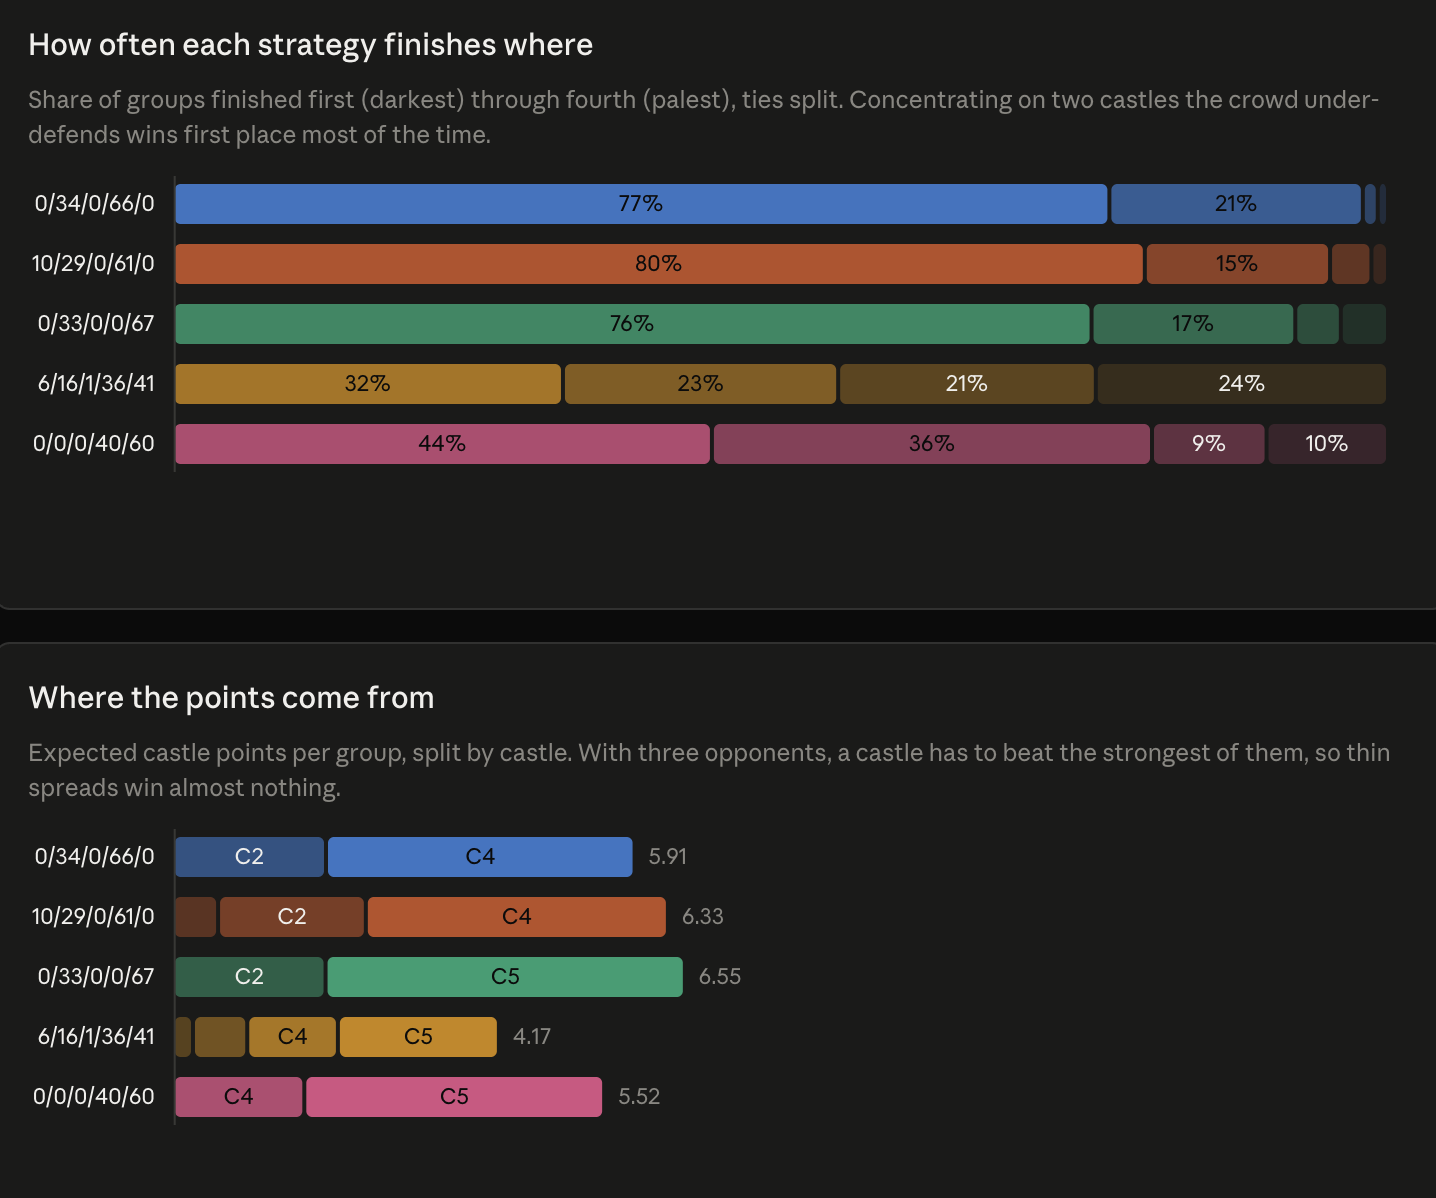 How often each strategy finishes where
Share of groups finished first (darkest) through fourth (palest), ties split. Concentrating on two castles the crowd under-
defends wins first place most of the time.
0/34/0/66/0 77% 21%
10/29/0/61/0 80% 15%
0/33/0/0/67 76% 17%
6/16/1/36/41 32% 23% 21% 24%
0/0/0/40/60 44% 36% 9% 10%
Where the points come from
Expected castle points per group, split by castle. With three opponents, a castle has to beat the strongest of them, so thin
spreads win almost nothing.
0/34/0/66/0 C2 C4 5.91
10/29/0/61/0 C2 C4 6.33
0/33/0/0/67 C2 C5 6.55
6/16/1/36/41 C4 C5 4.17
0/0/0/40/60 C4 C5 5.52